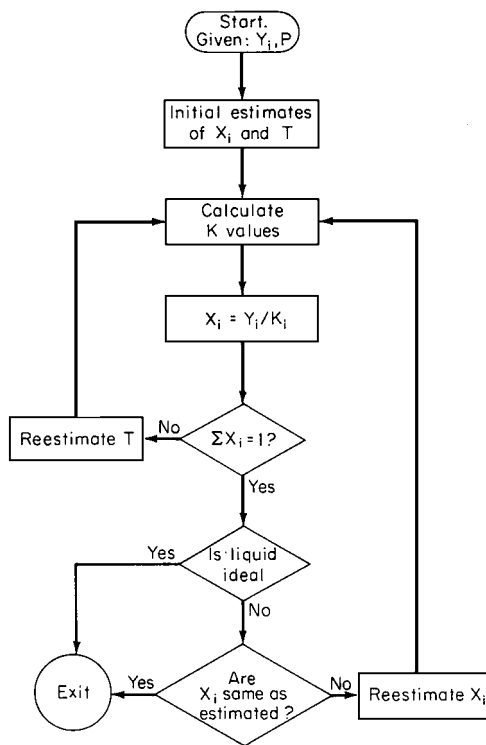 Start.
Given: Yi, P
Initial estimates
of Xi and T
Calculate
K values
Xi = Yi/Ki
Reestimate T
No
ΣXi = 1?
Yes
Yes
Is liquid
ideal
No
Exit
Yes
Are
Xi same as
estimated?
No
Reestimate Xi